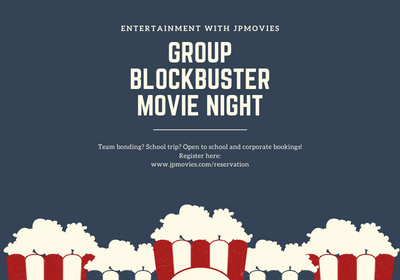 ENTERTAINMENT WITH JPMOVIES
GROUP
BLOCKBUSTER
MOVIE NIGHT
Team bonding? School trip? Open to school and corporate bookings!
Register here:
www.jpmovies.com/reservation